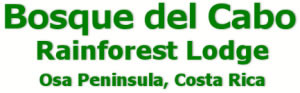 Bosque del Cabo
Rainforest Lodge
Osa Peninsula, Costa Rica